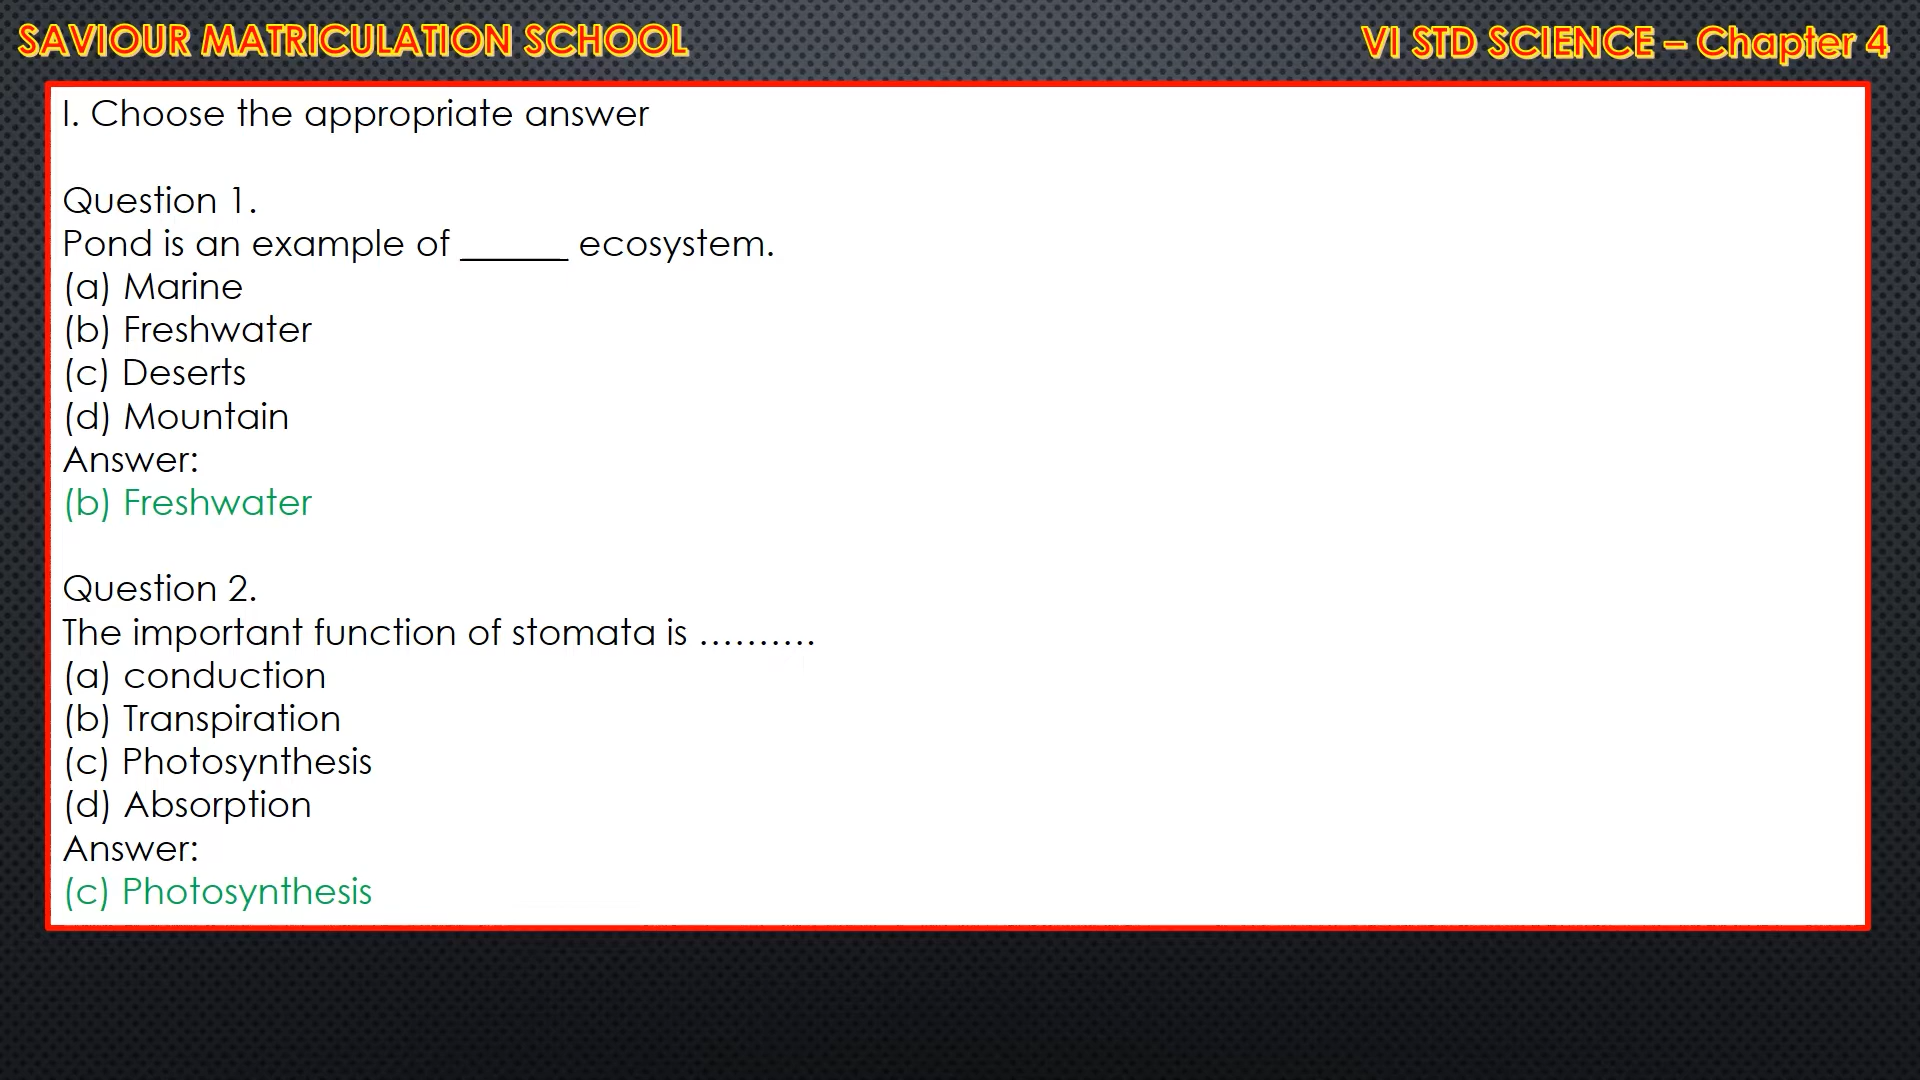 SAVIOUR MATRICULATION SCHOOL
VI STD SCIENCE – Chapter 4
I. Choose the appropriate answer
Question 1.
Pond is an example of ______ ecosystem.
(a) Marine
(b) Freshwater
(c) Deserts
(d) Mountain
Answer:
(b) Freshwater
Question 2.
The important function of stomata is ……….
(a) conduction
(b) Transpiration
(c) Photosynthesis
(d) Absorption
Answer:
(c) Photosynthesis